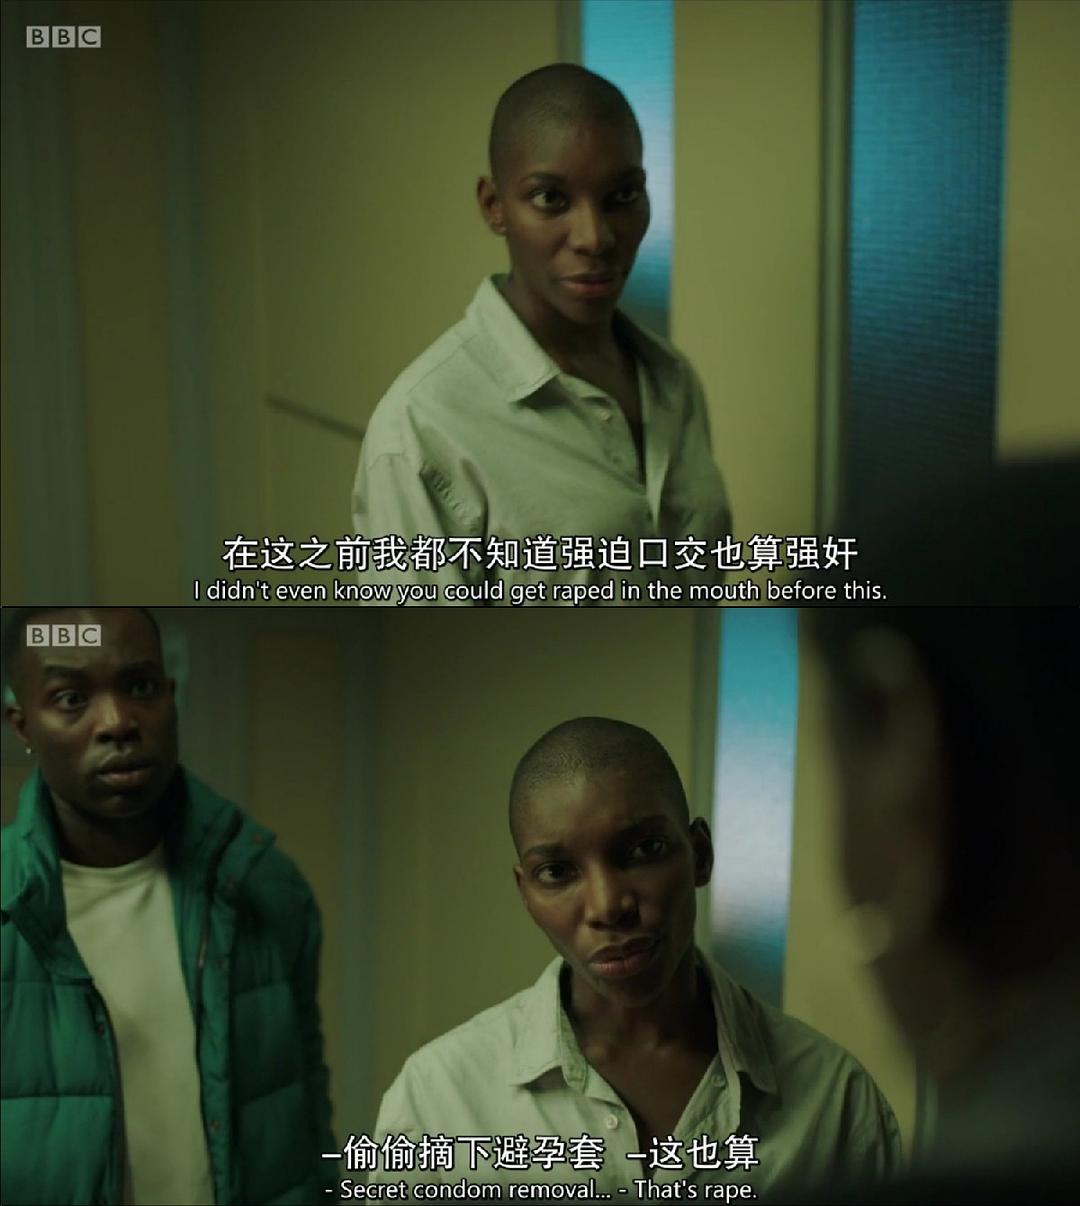 BBC
在这之前我都不知道强迫口交也算强奸
I didn't even know you could get raped in the mouth before this.
BBC
–偷偷摘下避孕套 –这也算
- Secret condom removal... - That's rape.